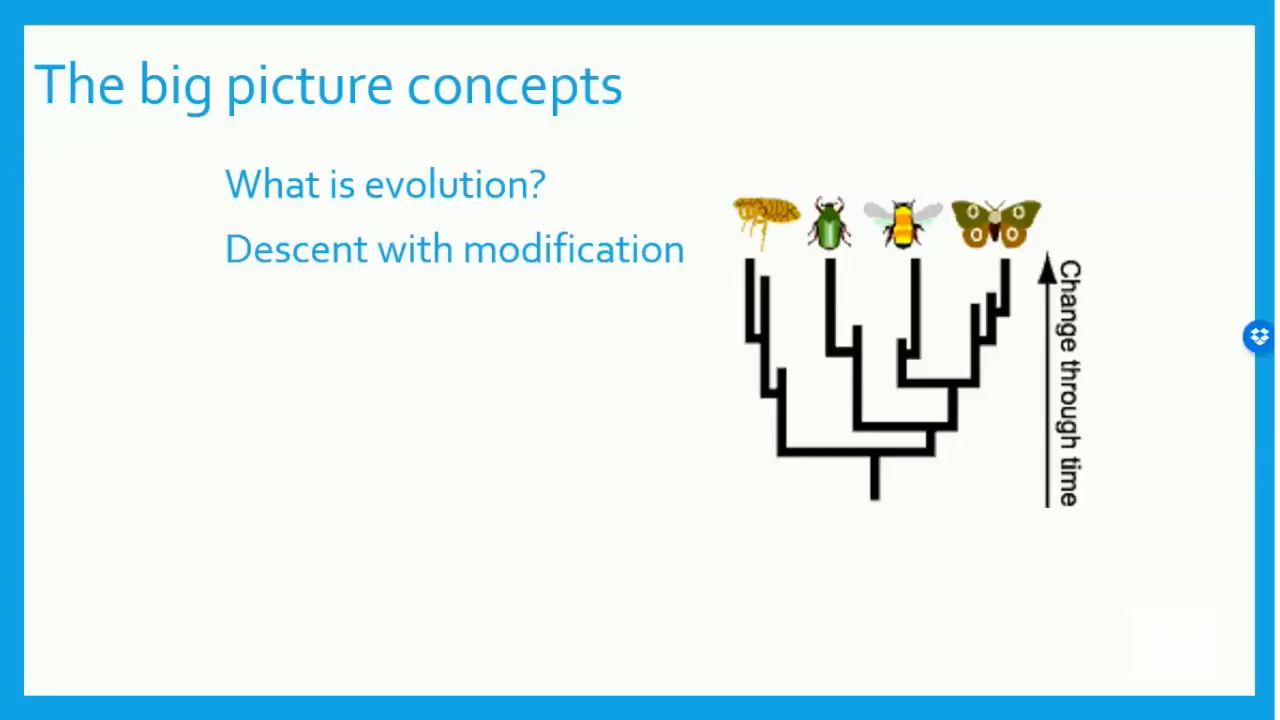 The big picture concepts
What is evolution?
Descent with modification
Change through time